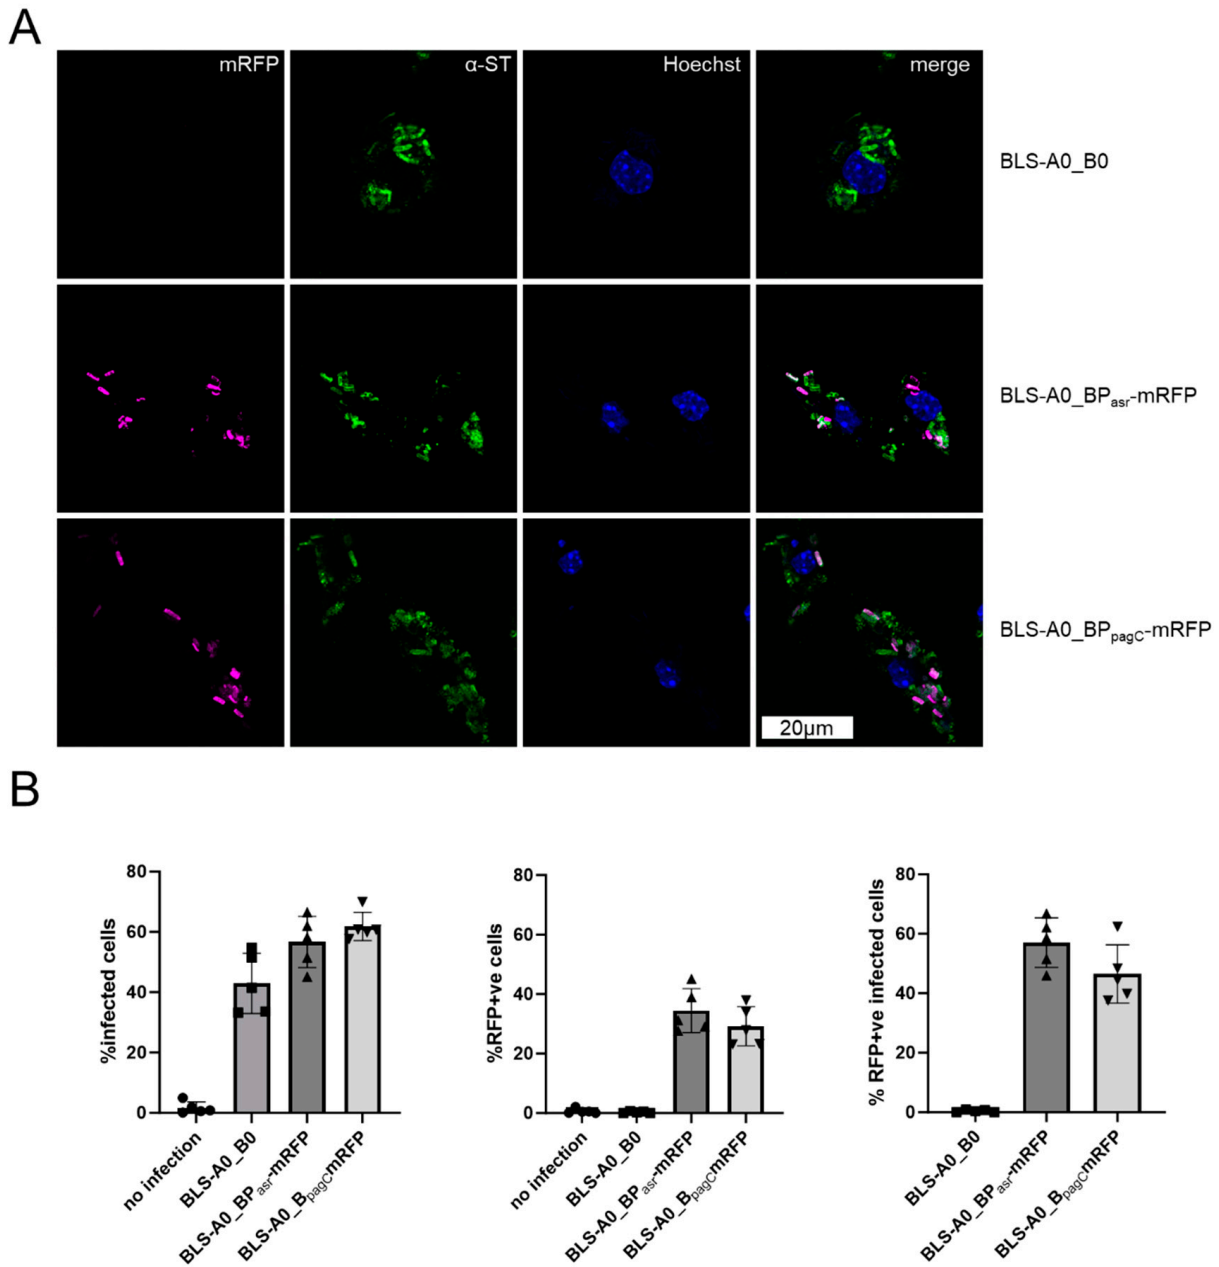 A
mRFP
α-ST
Hoechst
merge
BLS-A0_B0
BLS-A0_BPasr-mRFP
BLS-A0_BPpagC-mRFP
20µm
B
80
60
40
20
0
%infected cells
no infection
BLS-A0_B0
BLS-A0_BPasr-mRFP
BLS-A0_BpagCmRFP
80
60
40
20
0
%RFP+ve cells
no infection
BLS-A0_B0
BLS-A0_BPasr-mRFP
BLS-A0_BpagCmRFP
80
60
40
20
0
% RFP+ve infected cells
BLS-A0_B0
BLS-A0_BPasr-mRFP
BLS-A0_BpagCmRFP